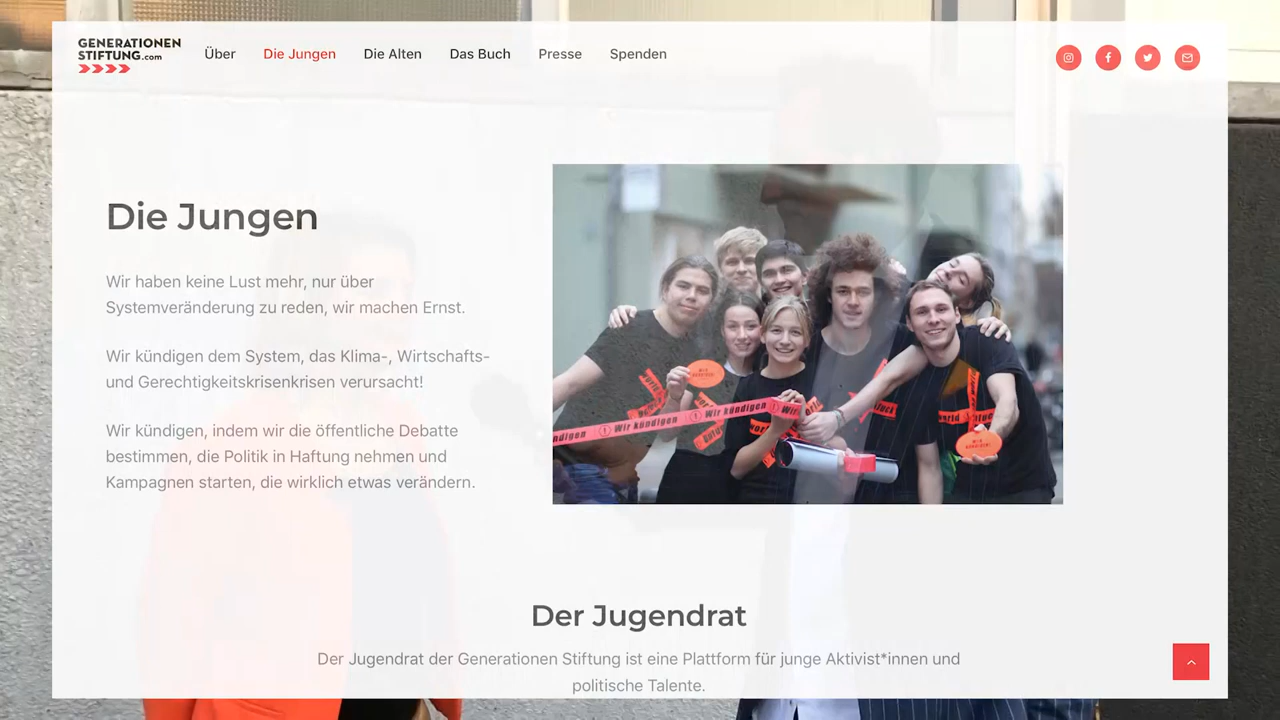 GENERATIONEN
STIFTUNG.com
Über
Die Jungen
Die Alten
Das Buch
Presse
Spenden
Die Jungen
Wir haben keine Lust mehr, nur über
Systemveränderung zu reden, wir machen Ernst.
Wir kündigen dem System, das Klima-, Wirtschafts-
und Gerechtigkeitskrisenkrisen verursacht!
Wir kündigen, indem wir die öffentliche Debatte
bestimmen, die Politik in Haftung nehmen und
Kampagnen starten, die wirklich etwas verändern.
ndigen ! Wir kündigen ! Wir
Der Jugendrat
Der Jugendrat der Generationen Stiftung ist eine Plattform für junge Aktivist*innen und
politische Talente.